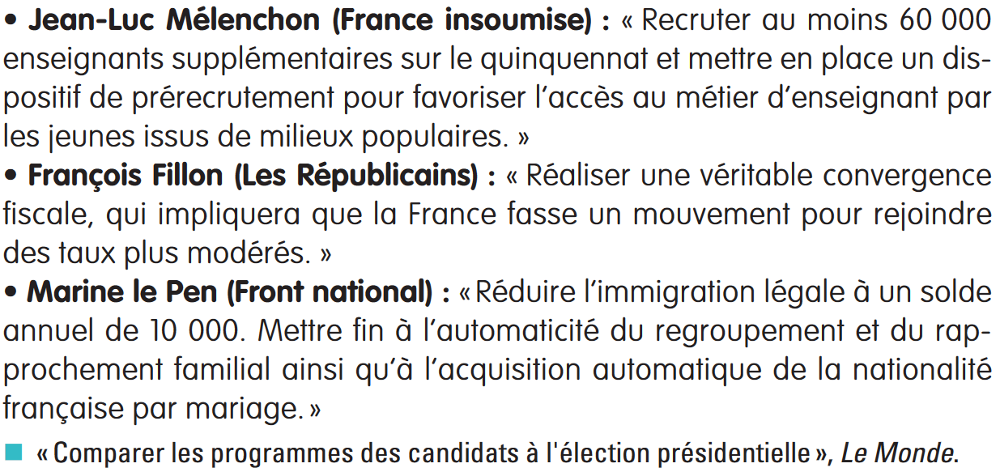 • Jean-Luc Mélenchon (France insoumise) : « Recruter au moins 60 000
enseignants supplémentaires sur le quinquennat et mettre en place un dis-
positif de prérecrutement pour favoriser l’accès au métier d’enseignant par
les jeunes issus de milieux populaires. »
• François Fillon (Les Républicains) : « Réaliser une véritable convergence
fiscale, qui impliquera que la France fasse un mouvement pour rejoindre
des taux plus modérés. »
• Marine le Pen (Front national) : « Réduire l’immigration légale à un solde
annuel de 10 000. Mettre fin à l’automaticité du regroupement et du rap-
prochement familial ainsi qu’à l’acquisition automatique de la nationalité
française par mariage. »
■ « Comparer les programmes des candidats à l'élection présidentielle », Le Monde.